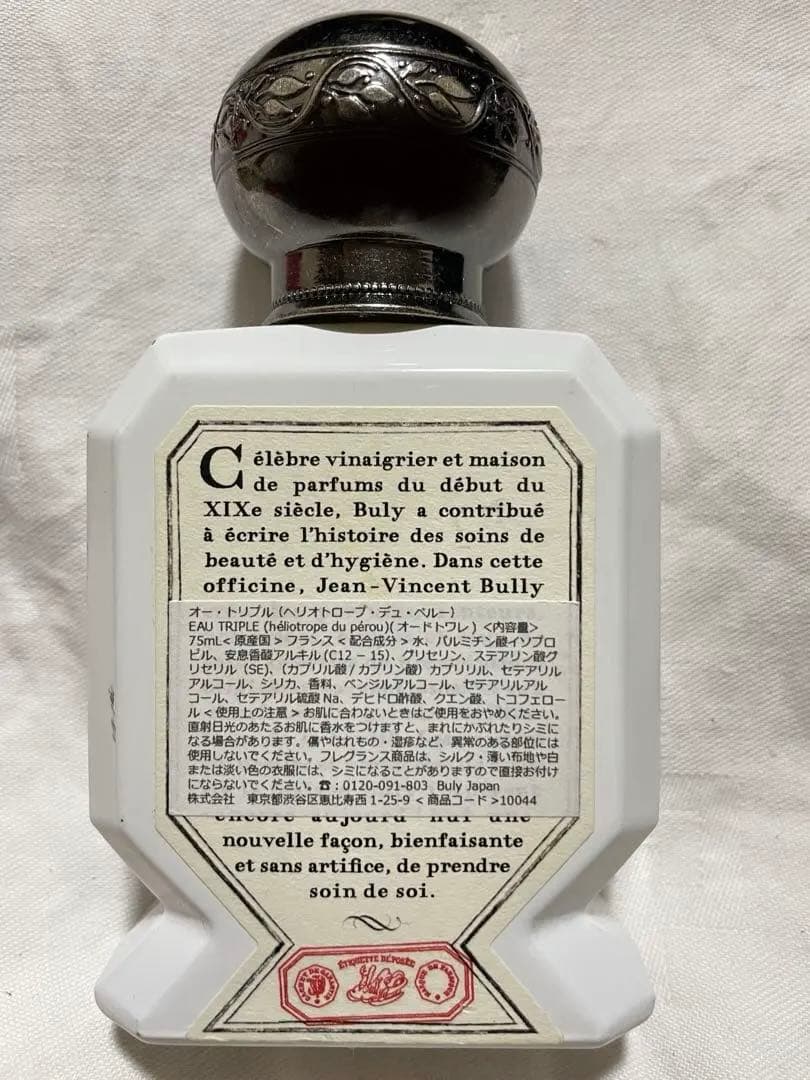 Célèbre vinaigrier et maison
de parfums du début du
XIXe siècle, Buly a contribué
à écrire l'histoire des soins de
beauté et d'hygiène. Dans cette
officine, Jean-Vincent Bully
オー・トリプル（ヘリオトロープ・デュ・ペルー）
EAU TRIPLE (héliotrope du pérou)( オードトワレ ) <内容量>
75mL< 原産国 > フランス < 配合成分 > 水、パルミチン酸イソプロ
ピル、安息香酸アルキル (C12 − 15)、グリセリン、ステアリン酸グ
リセリル（SE)、（カプリル酸 / カプリン酸）カプリリル、セテアリル
アルコール、シリカ、香料、ベンジルアルコール、セテアリルアル
コール、セテアリル硫酸 Na、デヒドロ酢酸、クエン酸、トコフェロー
ル < 使用上の注意 > お肌に合わないときはご使用をおやめください。
直射日光のあたるお肌に香水をつけますと、まれにかぶれたりシミに
なる場合があります。傷やはれもの・湿疹など、異常のある部位には
使用しないでください。フレグランス商品は、シルク・薄い布地や白
または淡い色の衣服には、シミになることがありますので直接お付け
にならないでください。☎：0120-091-803 Buly Japan
株式会社　東京都渋谷区恵比寿西 1-25-9 < 商品コード >10044
encore aujourd'hui une
nouvelle façon, bienfaisante
et sans artifice, de prendre
soin de soi.
ÉTIQUETTE DÉPOSÉE
CACHET DE GARANTIE
MARQUE DE FABRIQUE